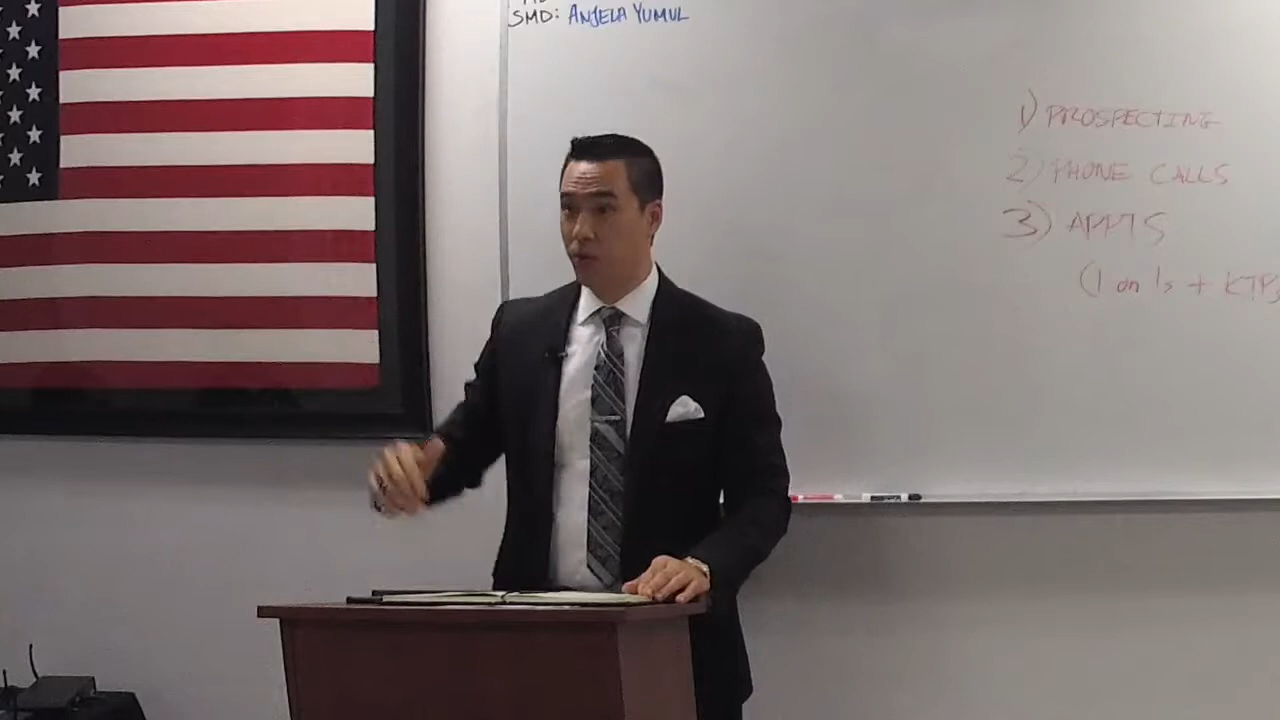 SMD: ANJELA YUMUL
1) PROSPECTING
2) PHONE CALLS
3) APPTS
(1 on 1s + KTPs